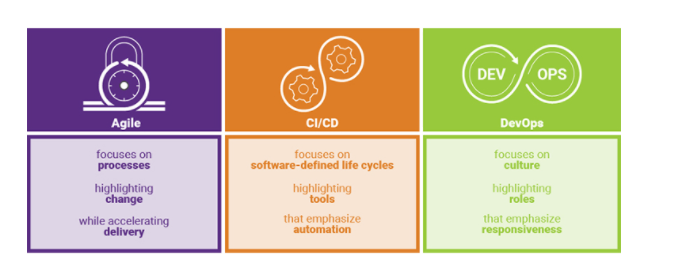 DEV OPS
Agile
CI/CD
DevOps
focuses on
processes
highlighting
change
while accelerating
delivery
focuses on
software-defined life cycles
highlighting
tools
that emphasize
automation
focuses on
culture
highlighting
roles
that emphasize
responsiveness